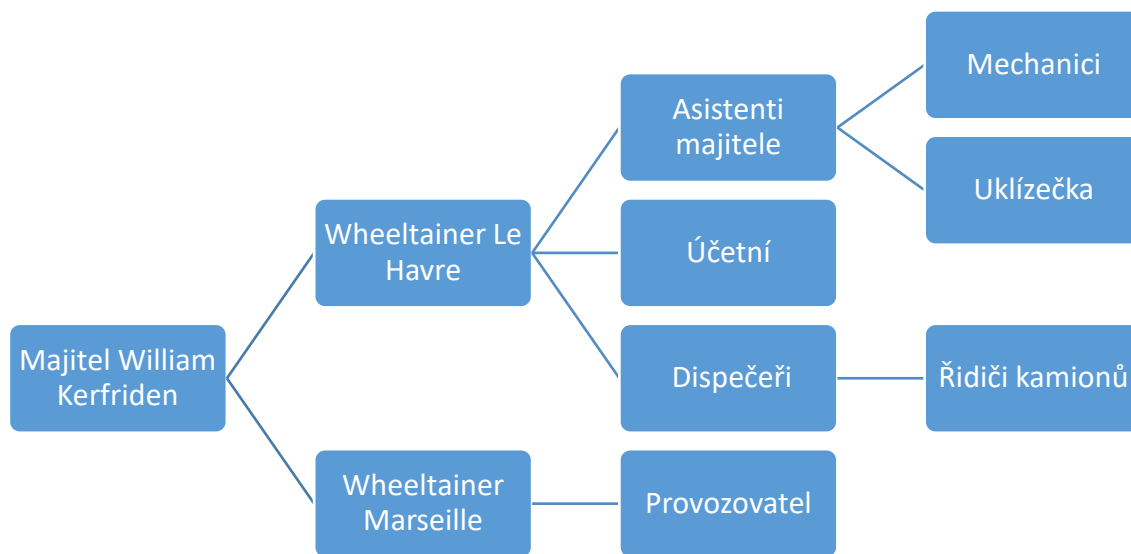 Majitel William
Kerfriden
Wheeltainer Le
Havre
Asistenti
majitele
Mechanici
Uklízečka
Účetní
Dispečeři
Řidiči kamionů
Wheeltainer
Marseille
Provozovatel